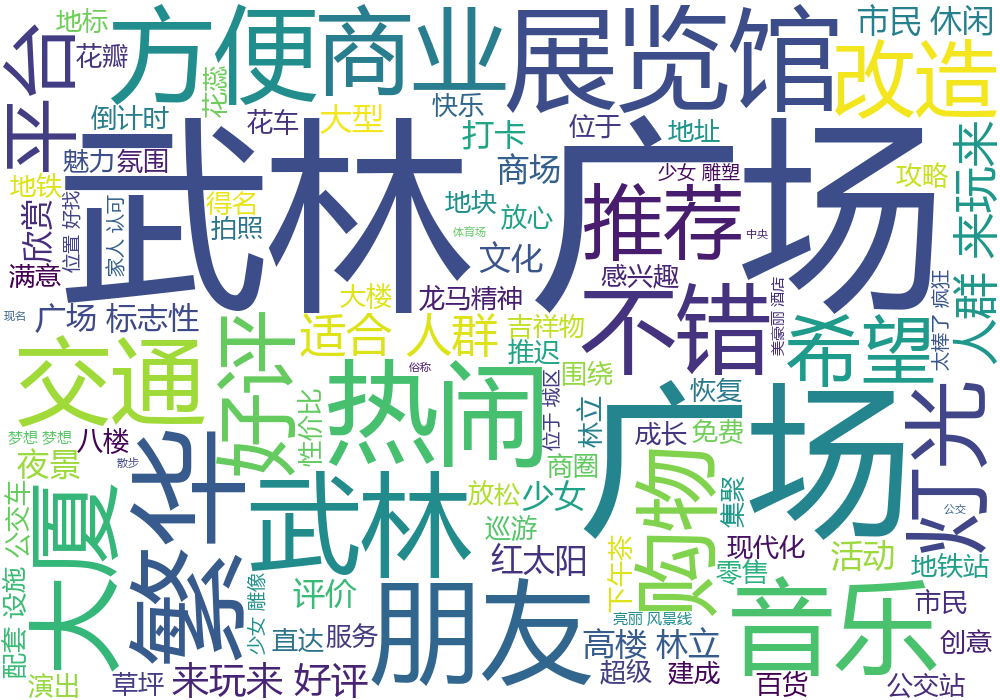 地标
方便
商业
展览馆
市民 休闲
平台
花瓣
花蕊
快乐
改造
倒计时
花车
大型
打卡
位于
地址
魅力
氛围
武林广场
商场
少女 雕塑
攻略
来玩来
地铁
得名
地块
放心
推荐
欣赏
位置 好找
家人 认可
拍照
体育场
文化
中央
满意
感兴趣
人群
现名
广场 标志性
大楼
龙马精神
不错
美豪丽 酒店
太棒了 疯狂
适合 人群
吉祥物
希望
交通
好评
推迟
热闹
俗称
位于 城区
围绕
恢复
广场
灯光
性价比
林立
梦想 梦想
八楼
成长
免费
散步
夜景
商圈
公交车
大厦
繁华
武林
放松
少女
购物
集聚
公交
巡游
红太阳
下午茶
现代化
活动
配套 设施
少女 雕像
评价
零售
地铁站
朋友
音乐
市民
亮丽 风景线
直达
服务
高楼 林立
创意
演出
草坪
来玩来 好评
超级
建成
百货
公交站